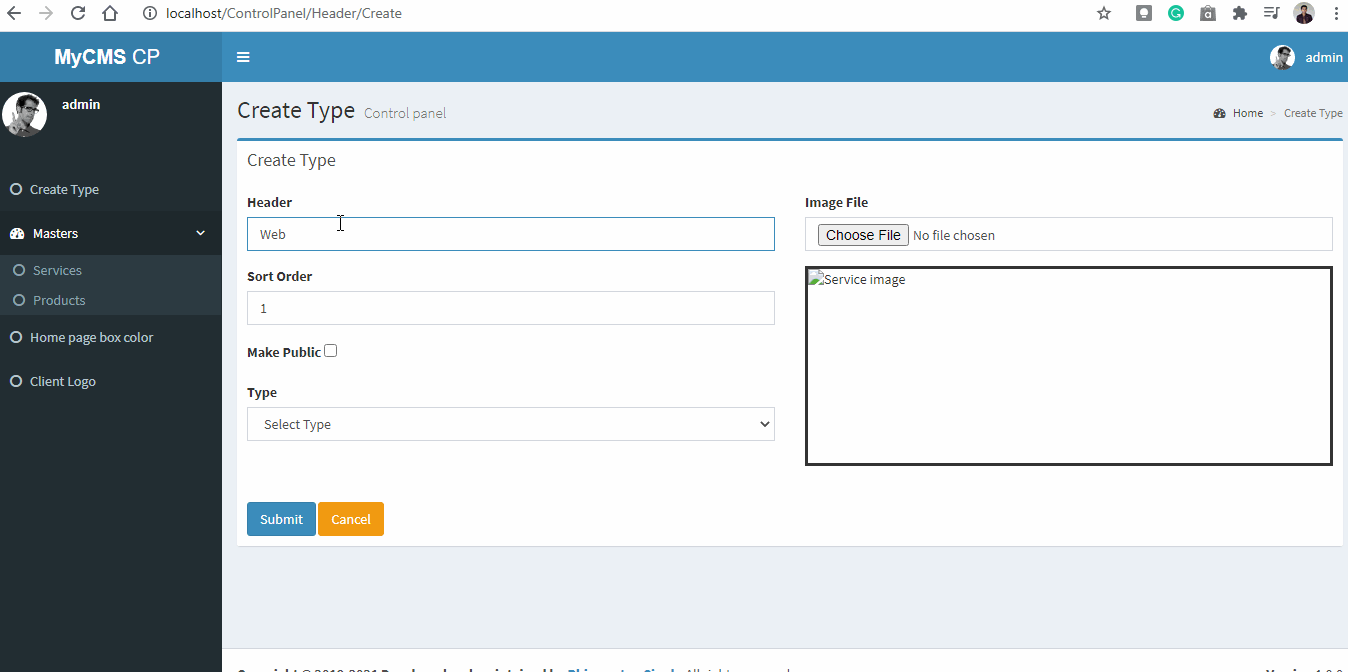 localhost/ControlPanel/Header/Create
MyCMS CP
admin
admin
Create Type
Masters
Services
Products
Home page box color
Client Logo
Create Type Control panel
Home > Create Type
Create Type
Header
Web
Sort Order
1
Make Public
Type
Select Type
Image File
Choose File No file chosen
Service image
Submit Cancel